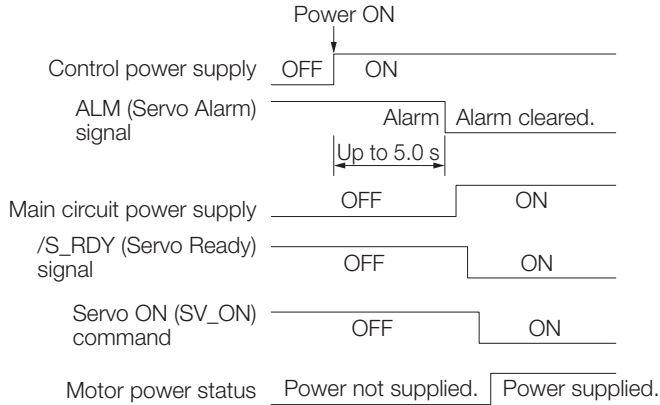 Power ON
Control power supply OFF ON
ALM (Servo Alarm)
signal
Alarm Alarm cleared.
Up to 5.0 s
Main circuit power supply OFF ON
/S_RDY (Servo Ready)
signal
OFF ON
Servo ON (SV_ON)
command
OFF ON
Motor power status Power not supplied. Power supplied.